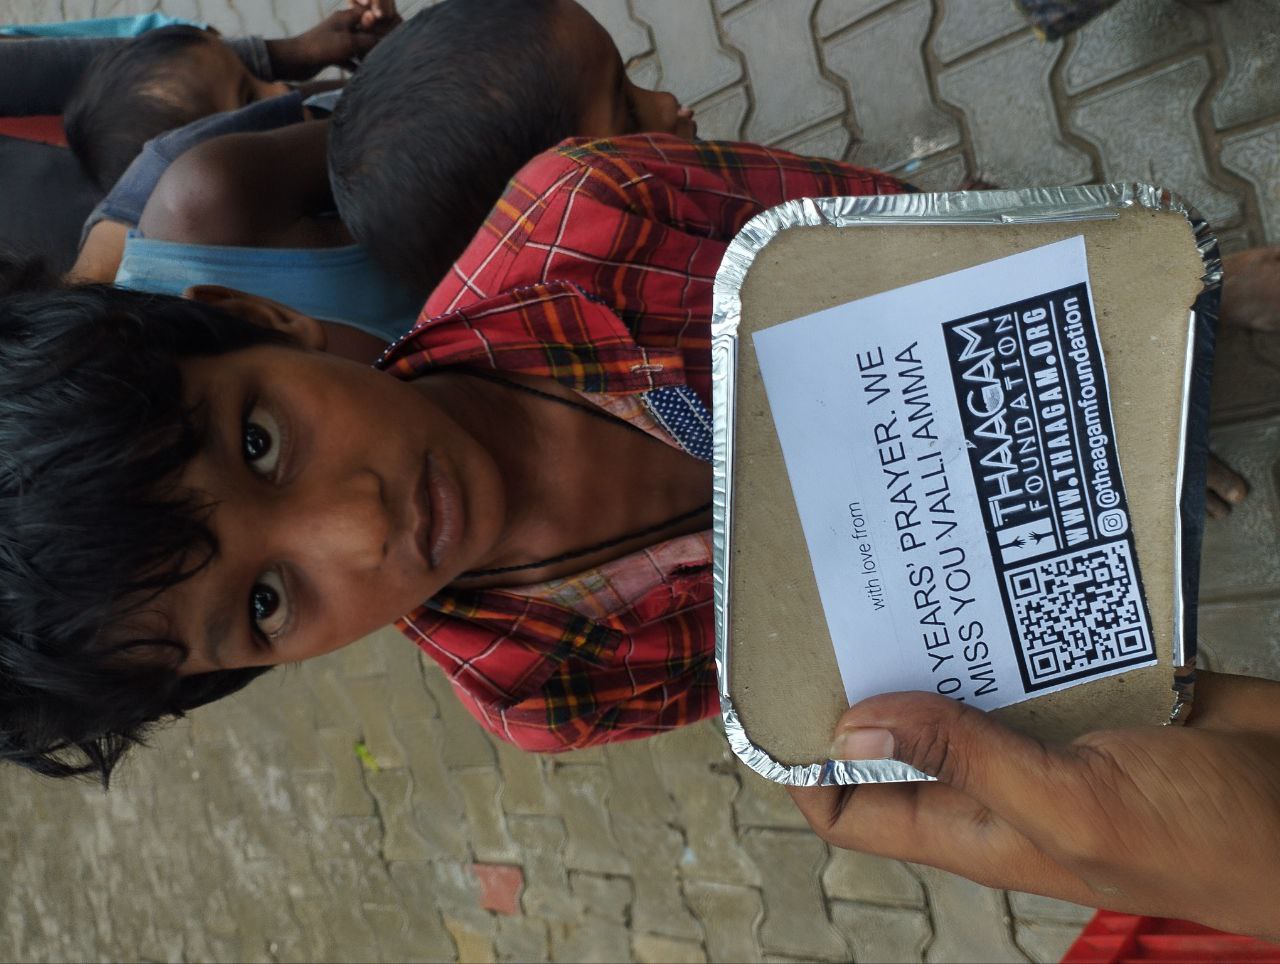 with love from
YEARS' PRAYER. WE
MISS YOU VALLI AMMA
THAAGAM
FOUNDATION
WWW.THAAGAM.ORG
@thaagamfoundation